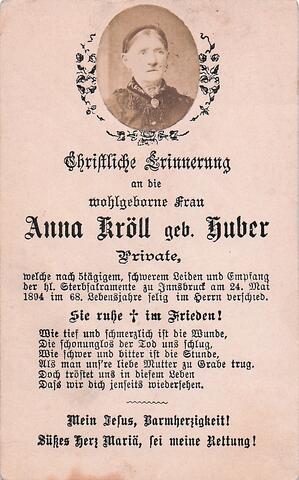 Christliche Erinnerung
an die
wohlgeborne Frau
Anna Kröll geb. Huber
Private,
welche nach 5tägigem, schwerem Leiden und Empfang
der hl. Sterbsakramente zu Innsbruck am 24. Mai
1894 im 68. Lebensjahre selig im Herrn verschied.
Sie ruhe † im Frieden!
Wie tief und schmerzlich ist die Wunde,
Die schonungslos der Tod uns schlug,
Wie schwer und bitter ist die Stunde,
Als man uns're liebe Mutter zu Grabe trug.
Doch tröstet uns in diesem Leben
Daß wir dich jenseits wiedersehen.
Mein Jesus, Barmherzigkeit!
Süßes Herz Mariä, sei meine Rettung!